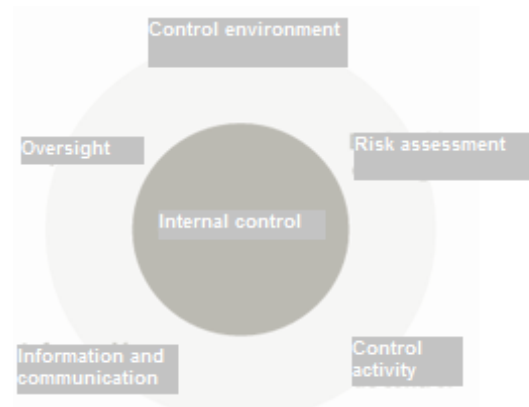 Control environment
Oversight
Risk assessment
Internal control
Information and
communication
Control
activity